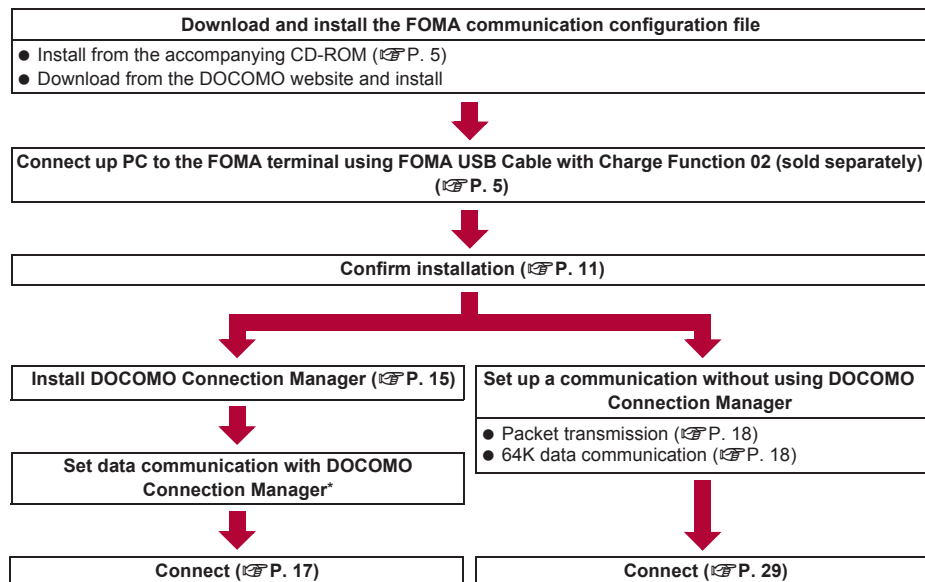 Download and install the FOMA communication configuration file
● Install from the accompanying CD-ROM (☞P. 5)
● Download from the DOCOMO website and install
Connect up PC to the FOMA terminal using FOMA USB Cable with Charge Function 02 (sold separately)
(☞P. 5)
Confirm installation (☞P. 11)
Install DOCOMO Connection Manager (☞P. 15)
Set data communication with DOCOMO
Connection Manager*
Connect (☞P. 17)
Set up a communication without using DOCOMO
Connection Manager
● Packet transmission (☞P. 18)
● 64K data communication (☞P. 18)
Connect (☞P. 29)